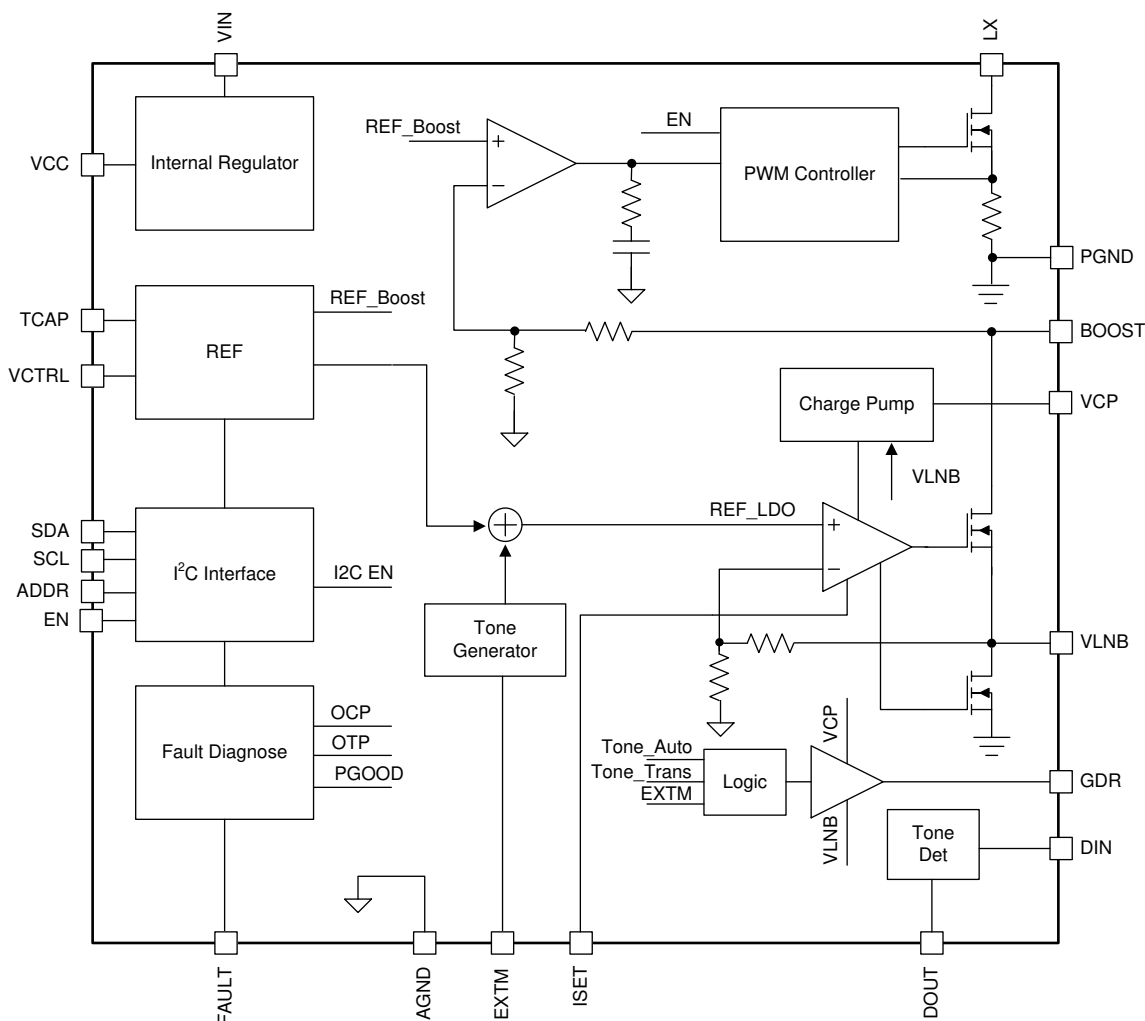 VIN
LX
VCC
Internal Regulator
REF_Boost
+
−
EN
PWM Controller
PGND
TCAP
VCTRL
REF
REF_Boost
BOOST
Charge Pump
VCP
VLNB
SDA
SCL
ADDR
EN
I²C Interface
I2C EN
REF_LDO
+
−
Tone
Generator
VLNB
Fault Diagnose
OCP
OTP
PGOOD
Tone_Auto
Tone_Trans
EXTM
Logic
VCP
VLNB
GDR
Tone
Det
DIN
FAULT
AGND
EXTM
ISET
DOUT